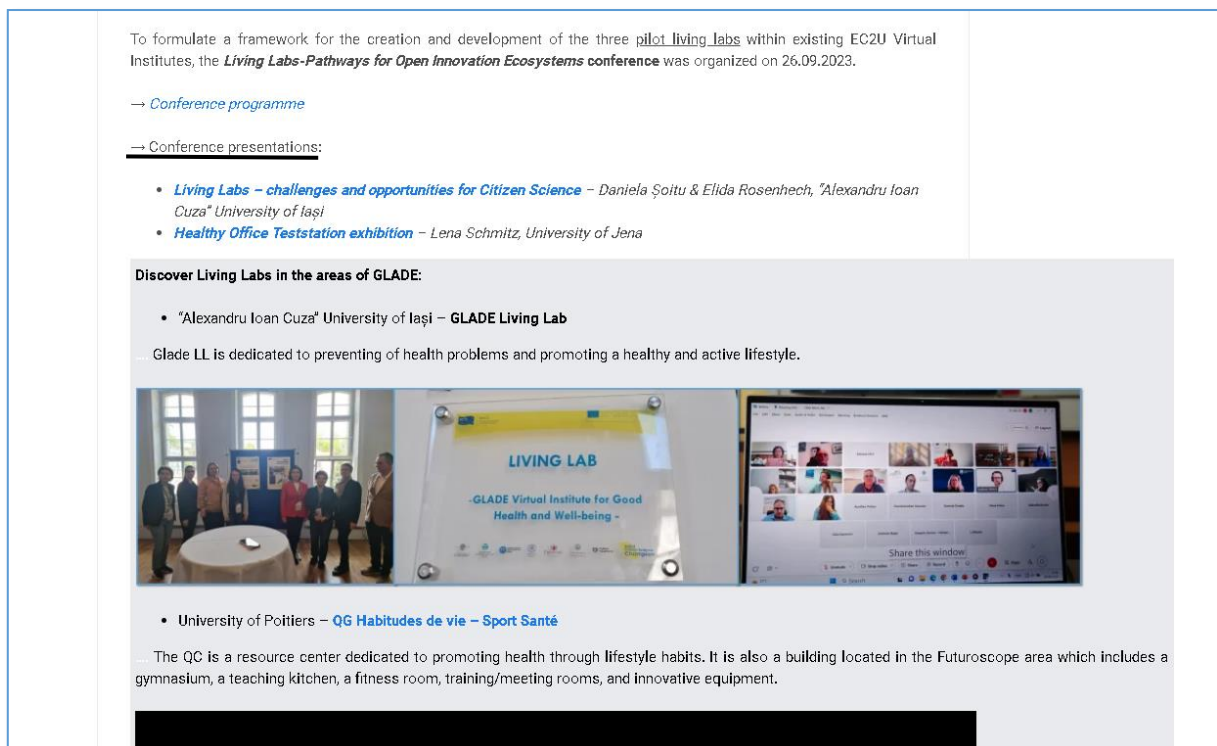 To formulate a framework for the creation and development of the three pilot living labs within existing EC2U Virtual
Institutes, the Living Labs-Pathways for Open Innovation Ecosystems conference was organized on 26.09.2023.
→ Conference programme
→ Conference presentations:
• Living Labs – challenges and opportunities for Citizen Science – Daniela Șoitu & Elida Rosenhech, "Alexandru Ioan
Cuza" University of Iași
• Healthy Office Teststation exhibition – Lena Schmitz, University of Jena
Discover Living Labs in the areas of GLADE:
• "Alexandru Ioan Cuza" University of Iași – GLADE Living Lab
... Glade LL is dedicated to preventing of health problems and promoting a healthy and active lifestyle.
LIVING LAB
-GLADE Virtual Institute for Good
Health and Well-being -
Share this window
Search
• University of Poitiers – QG Habitudes de vie – Sport Santé
... The QC is a resource center dedicated to promoting health through lifestyle habits. It is also a building located in the Futuroscope area which includes a
gymnasium, a teaching kitchen, a fitness room, training/meeting rooms, and innovative equipment.